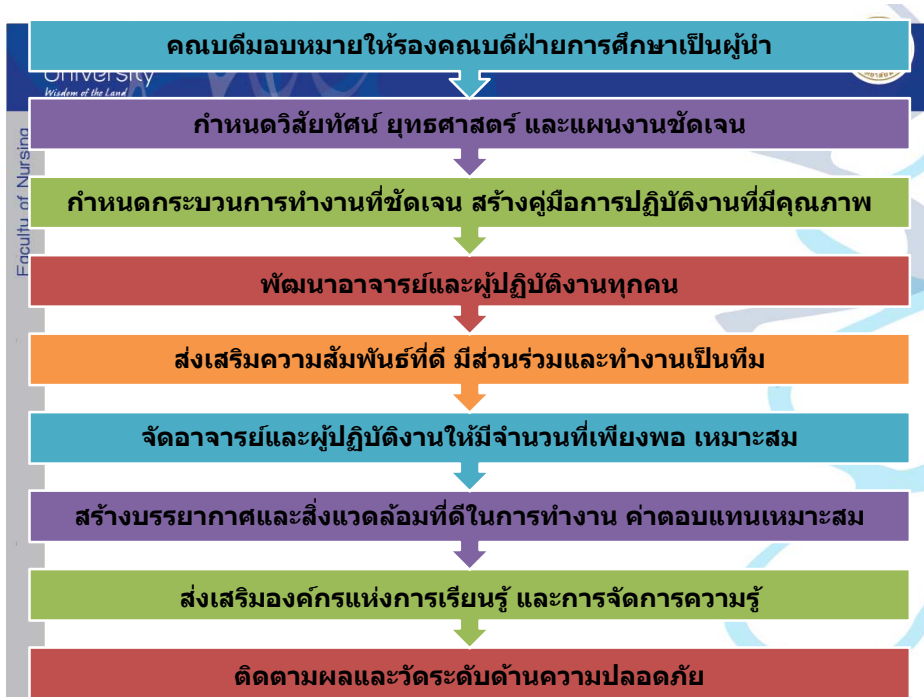 คณบดีมอบหมายให้รองคณบดีฝ่ายการศึกษาเป็นผู้นำ
University
Wisdom of the Land
กำหนดวิสัยทัศน์ ยุทธศาสตร์ และแผนงานชัดเจน
Faculty of Nursing
กำหนดกระบวนการทำงานที่ชัดเจน สร้างคู่มือการปฏิบัติงานที่มีคุณภาพ
พัฒนาอาจารย์และผู้ปฏิบัติงานทุกคน
ส่งเสริมความสัมพันธ์ที่ดี มีส่วนร่วมและทำงานเป็นทีม
จัดอาจารย์และผู้ปฏิบัติงานให้มีจำนวนที่เพียงพอ เหมาะสม
สร้างบรรยากาศและสิ่งแวดล้อมที่ดีในการทำงาน ค่าตอบแทนเหมาะสม
ส่งเสริมองค์กรแห่งการเรียนรู้ และการจัดการความรู้
ติดตามผลและวัดระดับด้านความปลอดภัย